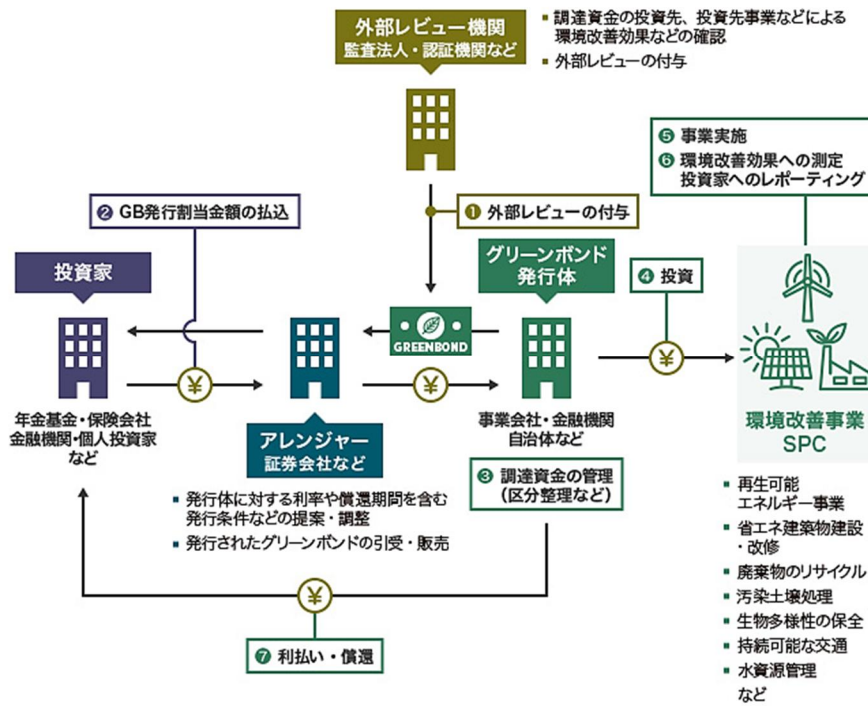 外部レビュー機関
監査法人・認証機関など
▪ 調達資金の投資先、投資先事業などによる
環境改善効果などの確認
▪ 外部レビューの付与
❺ 事業実施
❻ 環境改善効果への測定
投資家へのレポーティング
❷ GB発行割当金額の払込
❶ 外部レビューの付与
投資家
グリーンボンド
発行体
❹ 投資
GREENBOND
¥
¥
¥
年金基金・保険会社
金融機関・個人投資家
など
アレンジャー
証券会社など
事業会社・金融機関
自治体など
環境改善事業
SPC
▪ 発行体に対する利率や償還期間を含む
発行条件などの提案・調整
▪ 発行されたグリーンボンドの引受・販売
❸ 調達資金の管理
（区分整理など）
▪ 再生可能
エネルギー事業
▪ 省エネ建築物建設
・改修
▪ 廃棄物のリサイクル
▪ 汚染土壌処理
▪ 生物多様性の保全
▪ 持続可能な交通
▪ 水資源管理
など
¥
❼ 利払い・償還